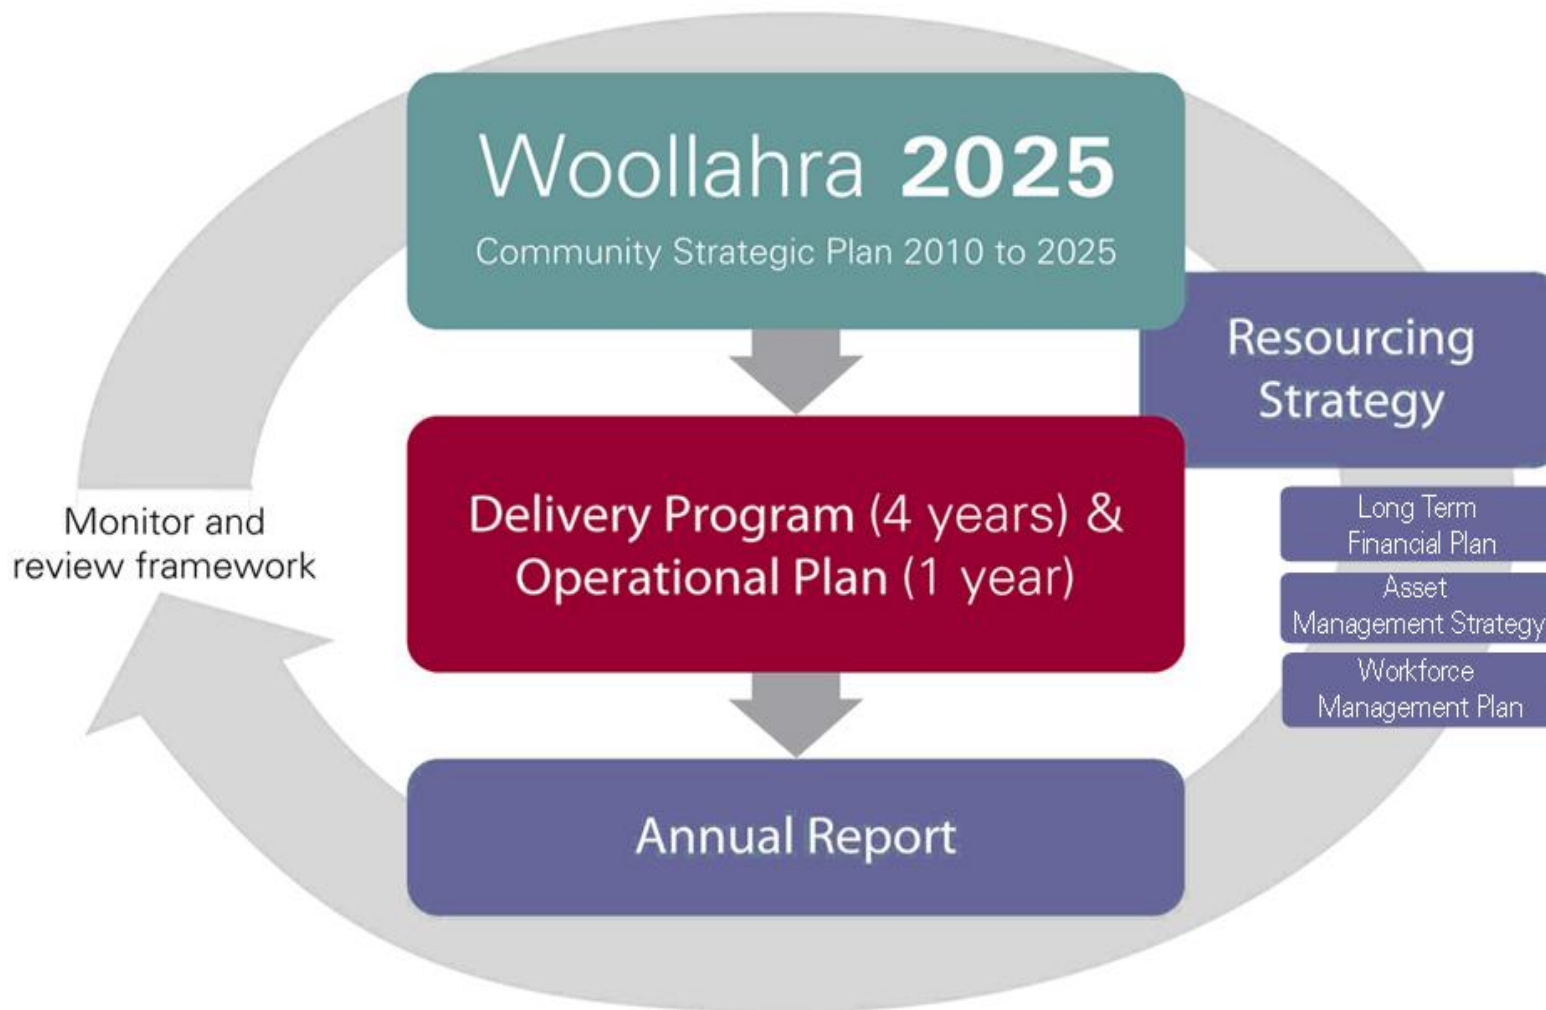 Woollahra 2025
Community Strategic Plan 2010 to 2025
Resourcing
Strategy
Long Term
Financial Plan
Asset
Management Strategy
Workforce
Management Plan
Delivery Program (4 years) &
Operational Plan (1 year)
Monitor and
review framework
Annual Report